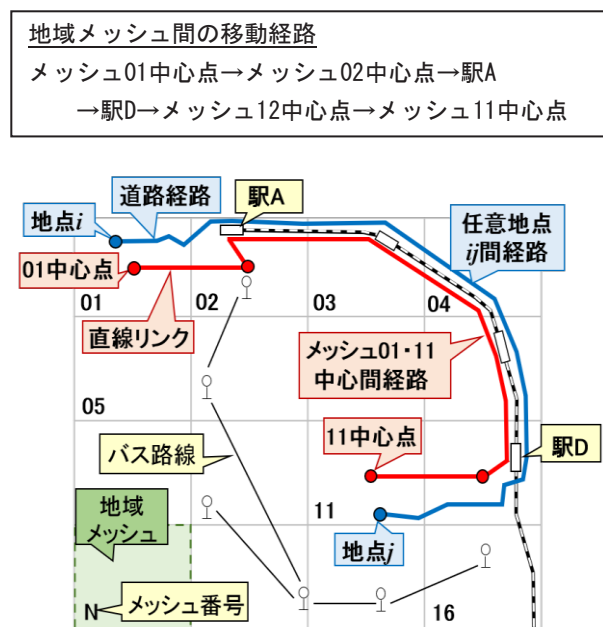 地域メッシュ間の移動経路
メッシュ01中心点→メッシュ02中心点→駅A
→駅D→メッシュ12中心点→メッシュ11中心点
道路経路
駅A
地点i
任意地点
ij間経路
01中心点
01
02
03
04
直線リンク
メッシュ01・11
中心間経路
05
11中心点
バス路線
駅D
地域
メッシュ
11
地点j
N
メッシュ番号
16